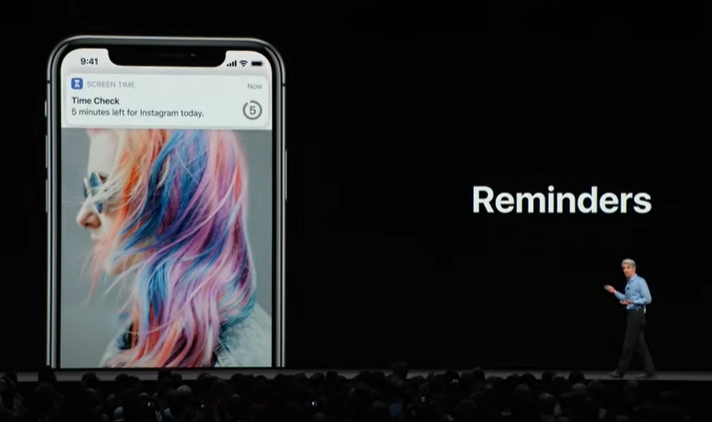 9:41
SCREEN TIME
Now
Time Check
5 minutes left for Instagram today.
5
Reminders